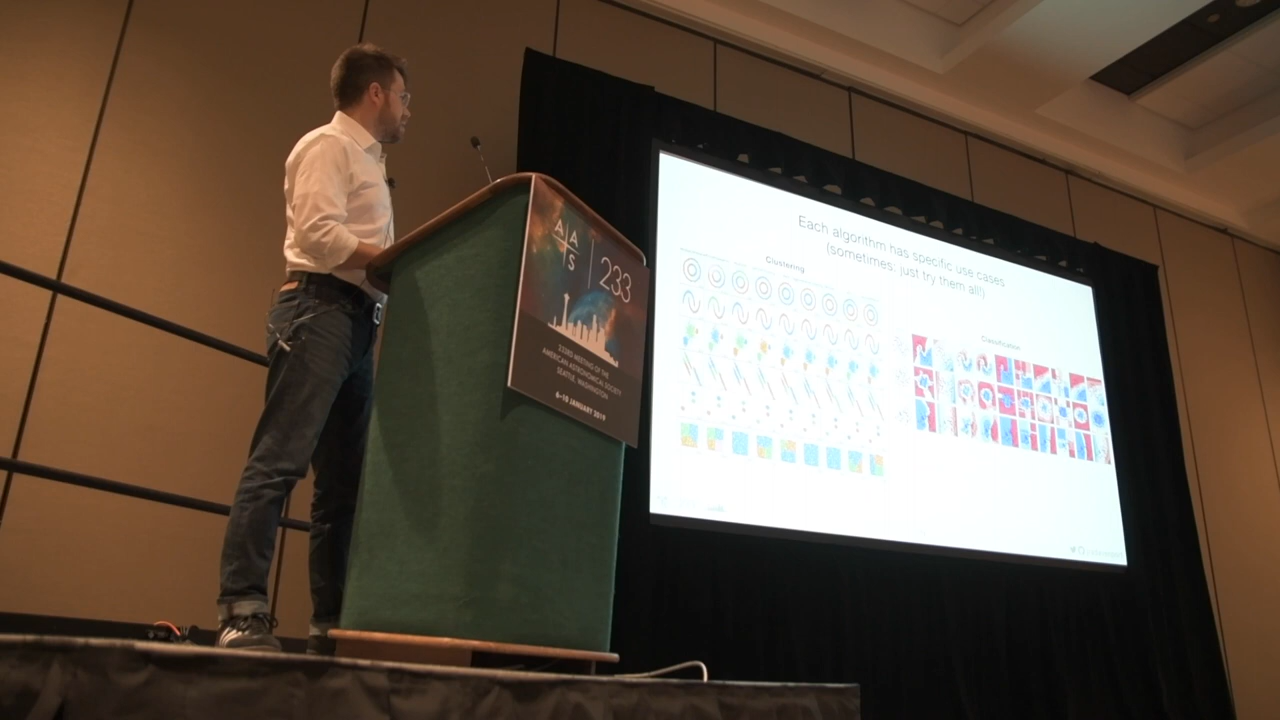 A A
S
233
233RD MEETING OF THE
AMERICAN ASTRONOMICAL SOCIETY
SEATTLE, WASHINGTON
6–10 JANUARY 2019
Each algorithm has specific use cases
(sometimes, just try them all!)
Clustering
Classification